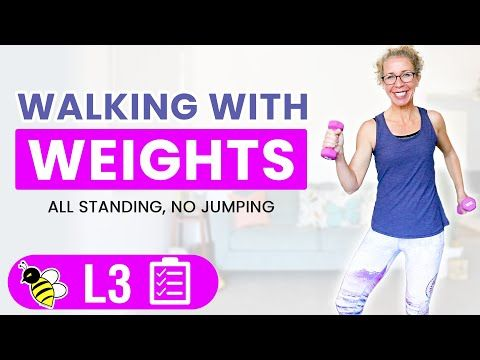 WALKING WITH
WEIGHTS
ALL STANDING, NO JUMPING
L3